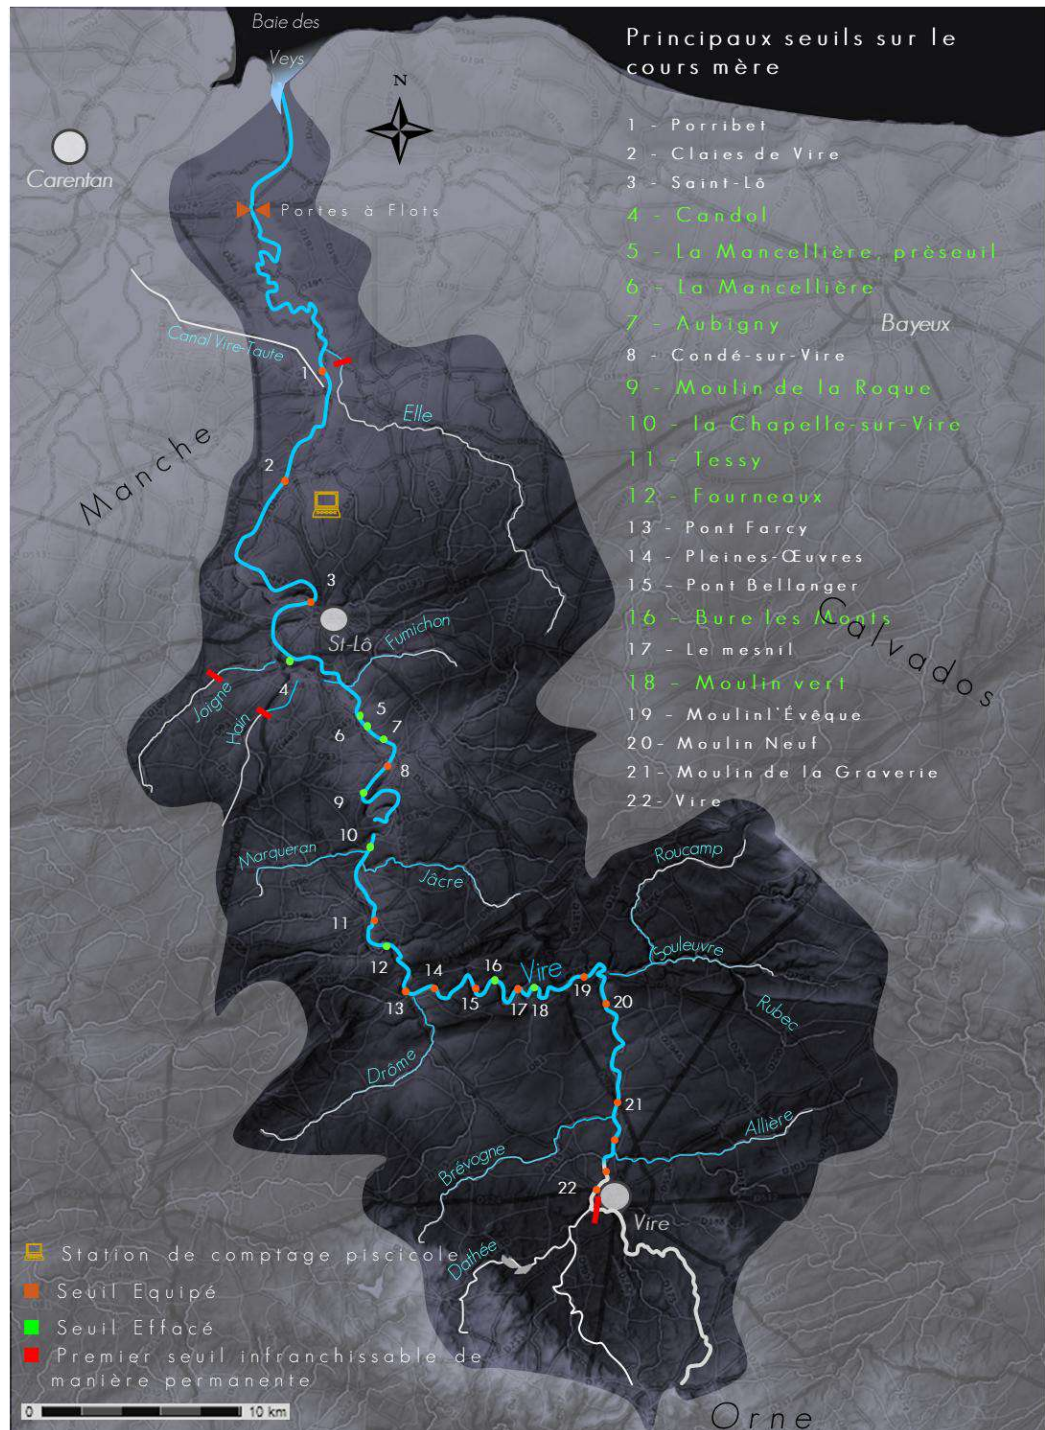 Baie des
Veys
Principaux seuils sur le
cours mère
N
1 - Porribet
2 - Claies de Vire
3 - Saint-Lô
4 - Candol
5 - La Mancellière, prèseuil
6 - La Mancellière
7 - Aubigny
8 - Condé-sur-Vire
9 - Moulin de la Roque
10 - la Chapelle-sur-Vire
11 - Tessy
12 - Fourneaux
13 - Pont Farcy
14 - Pleines-Œuvres
15 - Pont Bellanger
16 - Bure les Monts
17 - Le mesnil
18 - Moulin vert
19 - Moulin l'Évêque
20- Moulin Neuf
21- Moulin de la Graverie
22- Vire
Carentan
Portes à Flots
Bayeux
Canal Vire-Taute
1
Elle
Manche
2
3
St-Lô
Fumichon
Calvados
Joigne
4
Hain
5
6
7
8
9
10
Marqueran
Jâcre
Roucamp
11
12
Souleuvre
13
14
15
16
Vire
17
18
19
20
Rubec
Drôme
21
Allière
Brévogne
22
Vire
Dathée
Station de comptage piscicole
Seuil Equipé
Seuil Effacé
Premier seuil infranchissable de
manière permanente
0
10 km
Orne